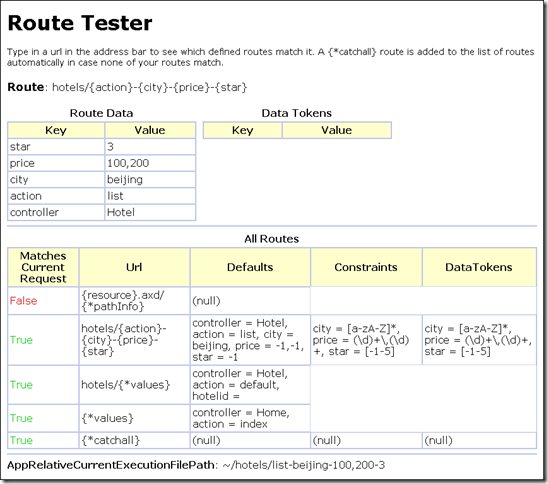 Route Tester
Type in a url in the address bar to see which defined routes match it. A {*catchall} route is added to the list of routes
automatically in case none of your routes match.
Route: hotels/{action}-{city}-{price}-{star}
Route Data
Key Value
star 3
price 100,200
city beijing
action list
controller Hotel
Data Tokens
Key Value
All Routes
Matches
Current
Request
Url
Defaults
Constraints
DataTokens
False
{resource}.axd/
{*pathInfo}
(null)
True
hotels/{action}-
{city}-{price}-
{star}
controller = Hotel,
action = list, city =
beijing, price = -1,-1,
star = -1
city = [a-zA-Z]*,
price = (\d)+\,(\d)
+, star = [-1-5]
city = [a-zA-Z]*,
price = (\d)+\,(\d)
+, star = [-1-5]
True
hotels/{*values}
controller = Hotel,
action = default,
hotelid =
True
{*values}
controller = Home,
action = index
True
{*catchall}
(null)
(null)
(null)
AppRelativeCurrentExecutionFilePath: ~/hotels/list-beijing-100,200-3